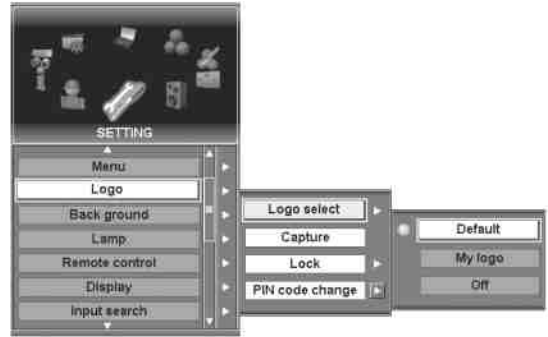 SETTING
Menu
Logo
Back ground
Lamp
Remote control
Display
Input search
Logo select
Capture
Lock
PIN code change
Default
My logo
Off